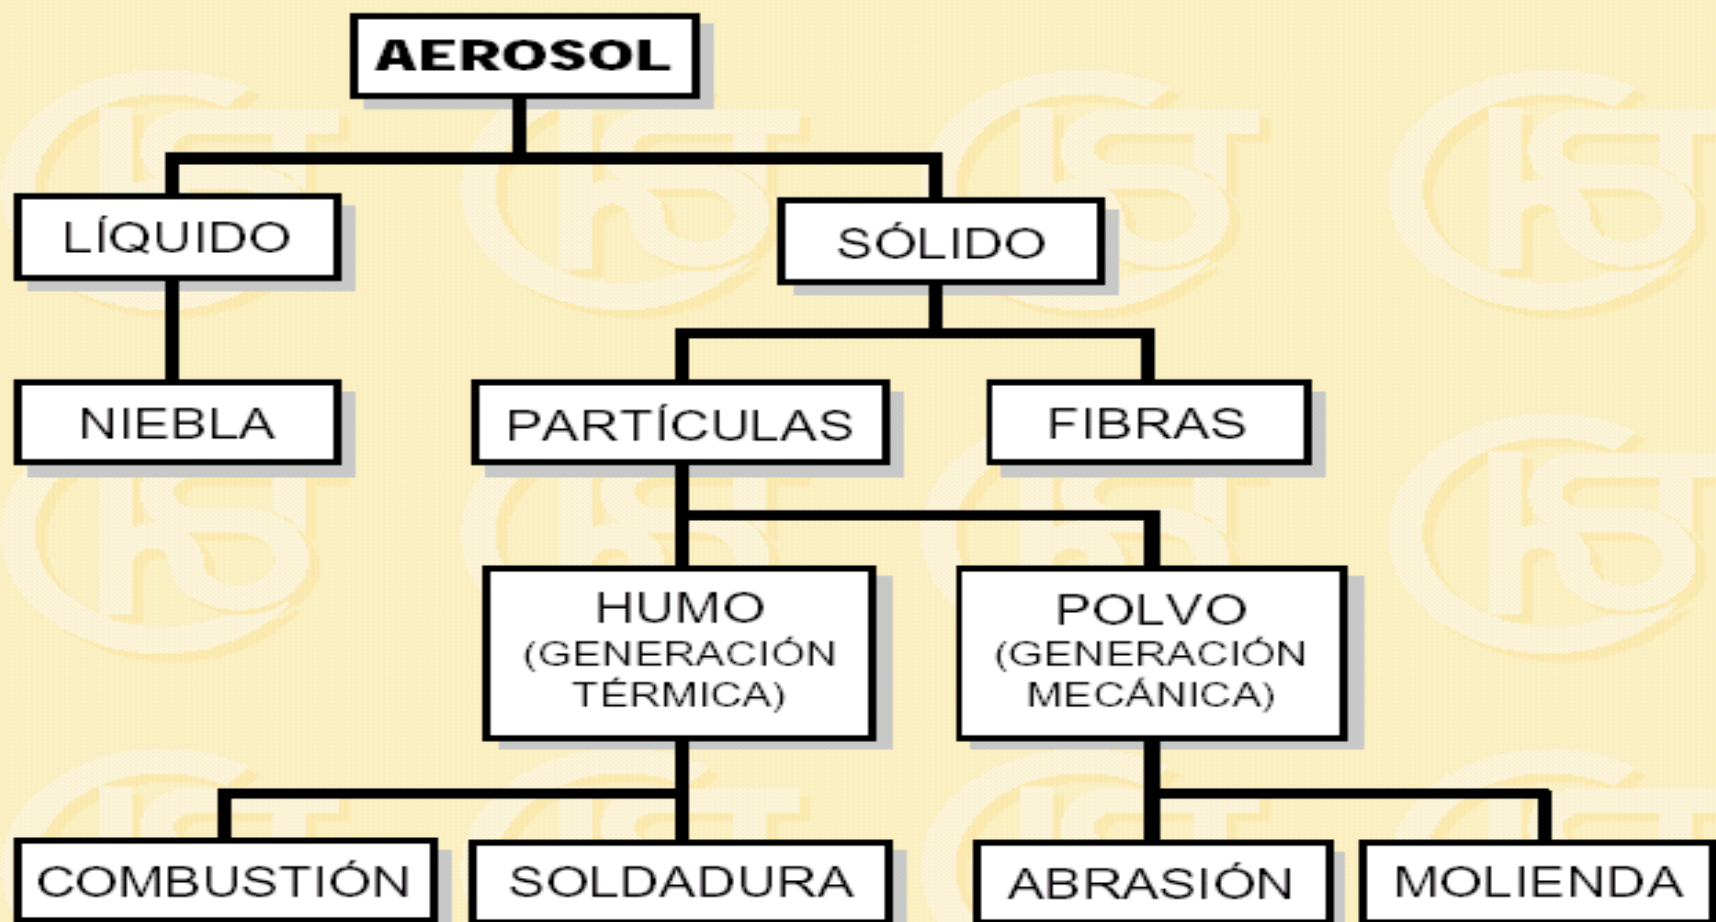 AEROSOL
LÍQUIDO
SÓLIDO
NIEBLA
PARTÍCULAS
FIBRAS
HUMO
(GENERACIÓN
TÉRMICA)
POLVO
(GENERACIÓN
MECÁNICA)
COMBUSTIÓN
SOLDADURA
ABRASIÓN
MOLIENDA